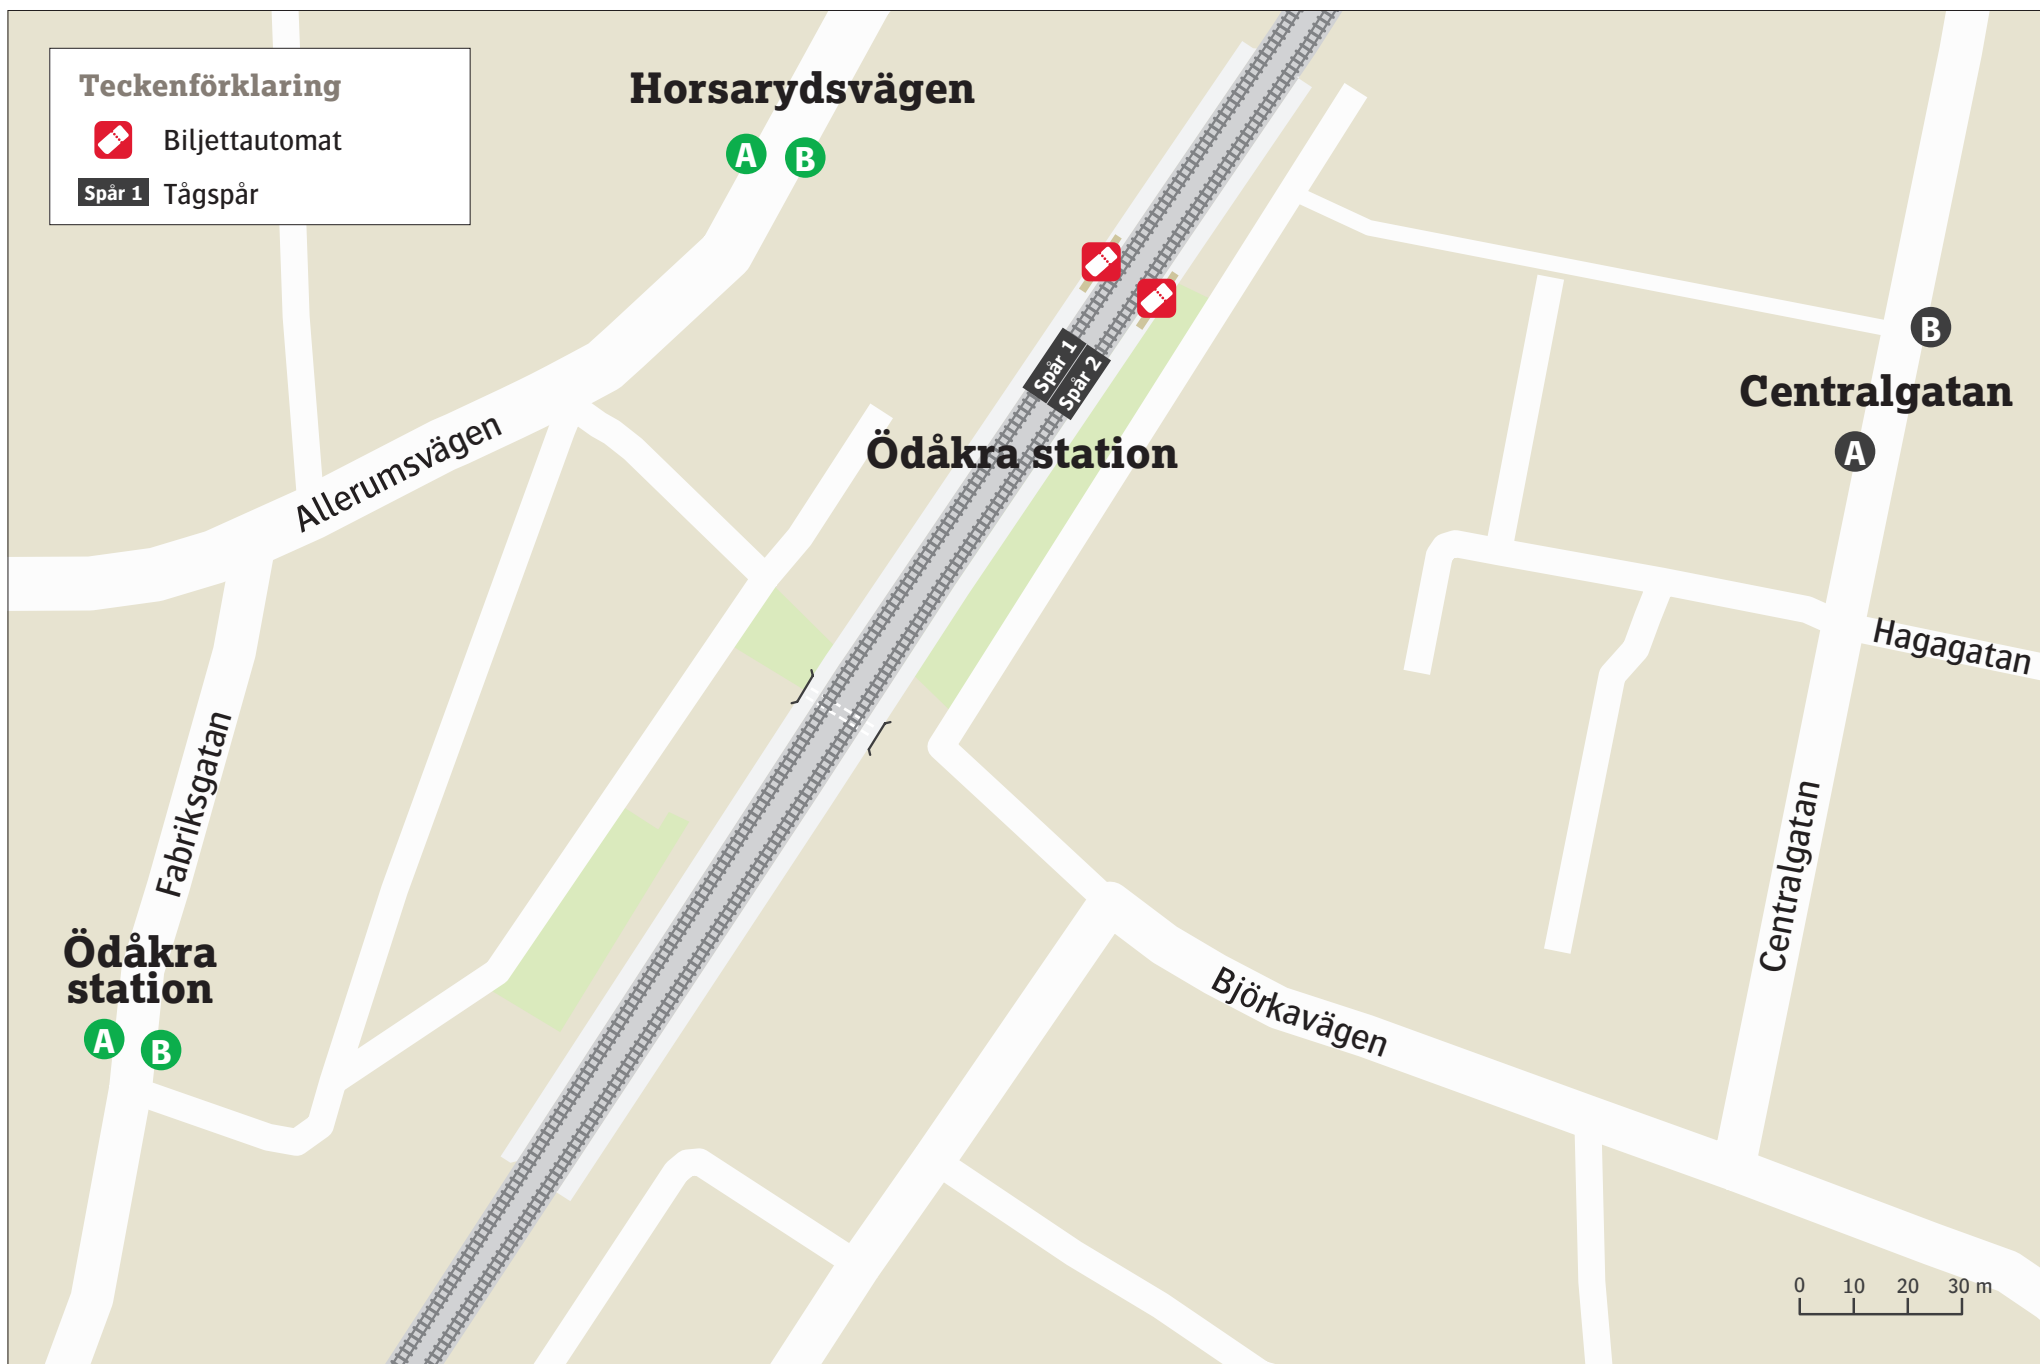 Teckenförklaring
Biljettautomat
Spår 1 Tågspår
Horsarydsvägen
A B
Spår 1
Spår 2
Ödåkra station
B
Centralgatan
A
Allerumsvägen
Hagagatan
Fabriksgatan
Centralgatan
Ödåkra
station
A B
Björkavägen
0 10 20 30 m